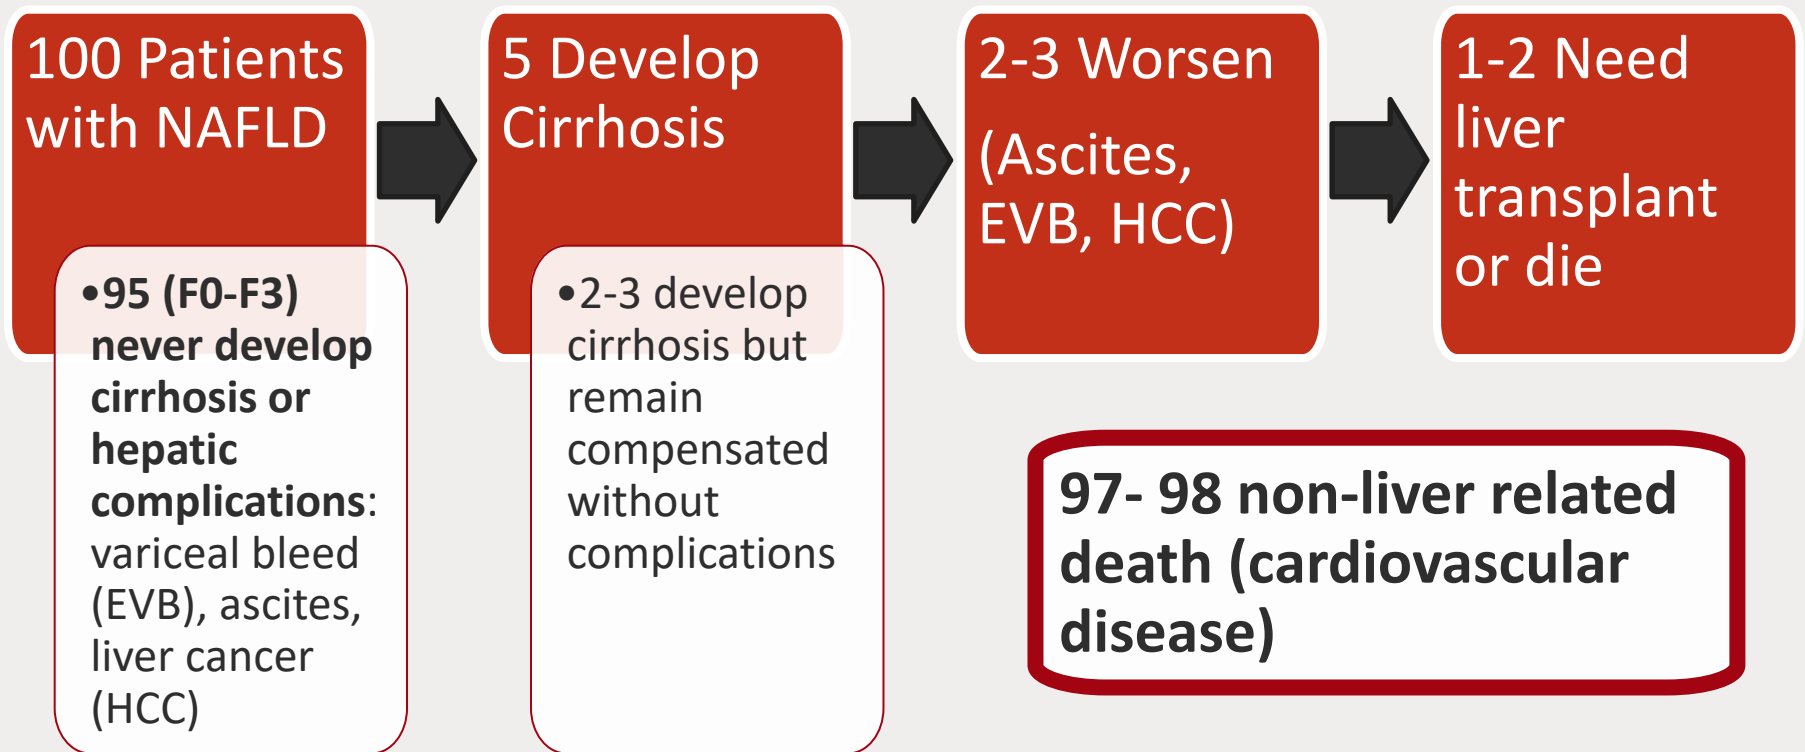 100 Patients
with NAFLD
•95 (F0-F3)
never develop
cirrhosis or
hepatic
complications:
variceal bleed
(EVB), ascites,
liver cancer
(HCC)
5 Develop
Cirrhosis
•2-3 develop
cirrhosis but
remain
compensated
without
complications
2-3 Worsen
(Ascites,
EVB, HCC)
1-2 Need
liver
transplant
or die
97- 98 non-liver related
death (cardiovascular
disease)